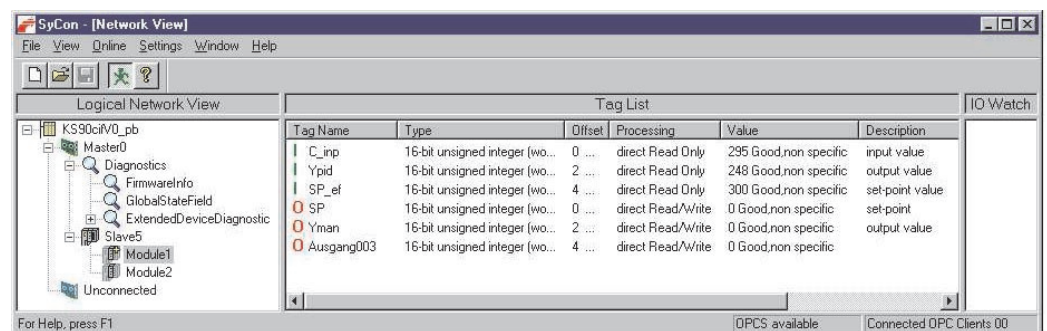 SyCon - [Network View]
File View Online Settings Window Help
Logical Network View
Tag List
IO Watch
KS90cifV0_pb
Master0
Diagnostics
FirmwareInfo
GlobalStateField
ExtendedDeviceDiagnostic
Slave5
Module1
Module2
Unconnected
Tag Name Type Offset Processing Value Description
I C_inp 16-bit unsigned integer (wo... 0 ... direct Read Only 295 Good,non specific input value
I Ypid 16-bit unsigned integer (wo... 2 ... direct Read Only 248 Good,non specific output value
I SP_ef 16-bit unsigned integer (wo... 4 ... direct Read Only 300 Good,non specific set-point value
O SP 16-bit unsigned integer (wo... 0 ... direct Read/Write 0 Good,non specific set-point
O Yman 16-bit unsigned integer (wo... 2 ... direct Read/Write 0 Good,non specific output value
O Ausgang003 16-bit unsigned integer (wo... 4 ... direct Read/Write 0 Good,non specific
For Help, press F1
OPCS available
Connected OPC Clients 00